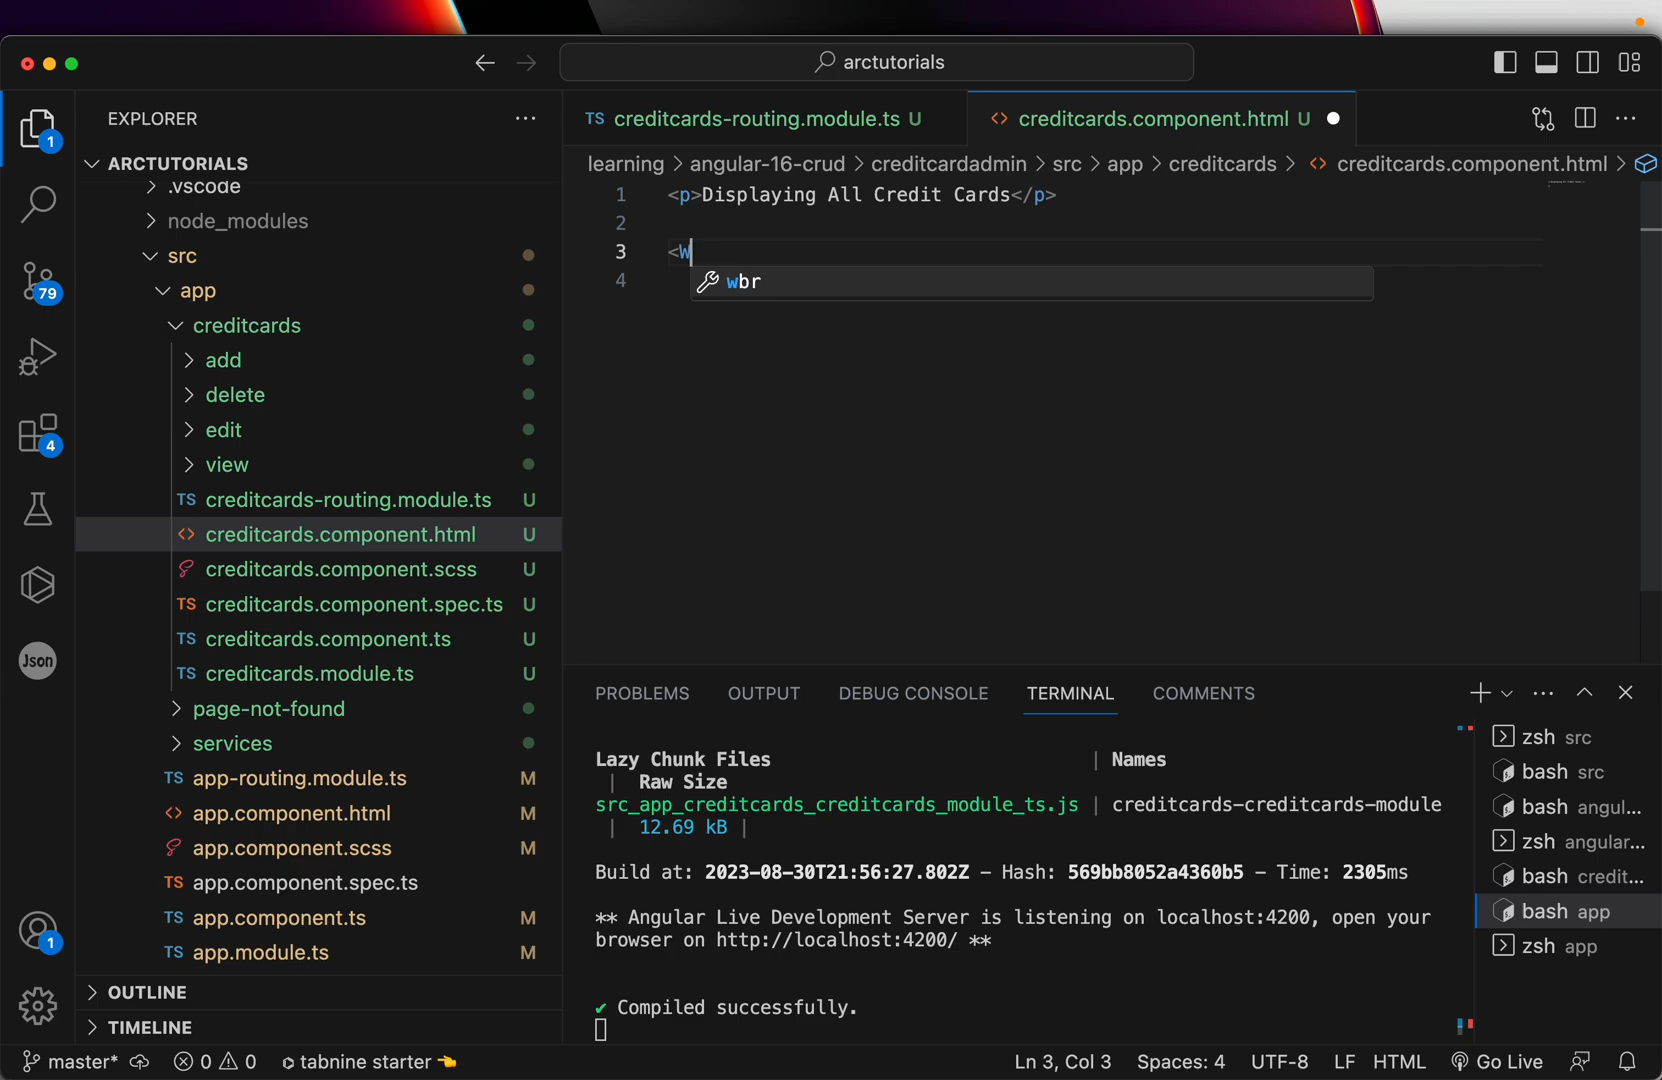 arctutorials
EXPLORER
ARCTUTORIALS
.vscode
node_modules
src
app
creditcards
add
delete
edit
view
TS creditcards-routing.module.ts U
<> creditcards.component.html U
creditcards.component.scss U
TS creditcards.component.spec.ts U
TS creditcards.component.ts U
TS creditcards.module.ts U
page-not-found
services
TS app-routing.module.ts M
<> app.component.html M
app.component.scss M
TS app.component.spec.ts
TS app.component.ts M
TS app.module.ts M
OUTLINE
TIMELINE
1
79
4
Json
1
TS creditcards-routing.module.ts U
<> creditcards.component.html U
learning > angular-16-crud > creditcardadmin > src > app > creditcards > <> creditcards.component.html >
1 <p>Displaying All Credit Cards</p>
2
3 <W
wbr
4
PROBLEMS OUTPUT DEBUG CONSOLE TERMINAL COMMENTS
Lazy Chunk Files | Names
| Raw Size
src_app_creditcards_creditcards_module_ts.js | creditcards-creditcards-module
| 12.69 kB |
Build at: 2023-08-30T21:56:27.802Z - Hash: 569bb8052a4360b5 - Time: 2305ms
** Angular Live Development Server is listening on localhost:4200, open your
browser on http://localhost:4200/ **
✔ Compiled successfully.
zsh src
bash src
bash angul...
zsh angular...
bash credit...
bash app
zsh app
master* 0 0 tabnine starter 👈 Ln 3, Col 3 Spaces: 4 UTF-8 LF HTML Go Live